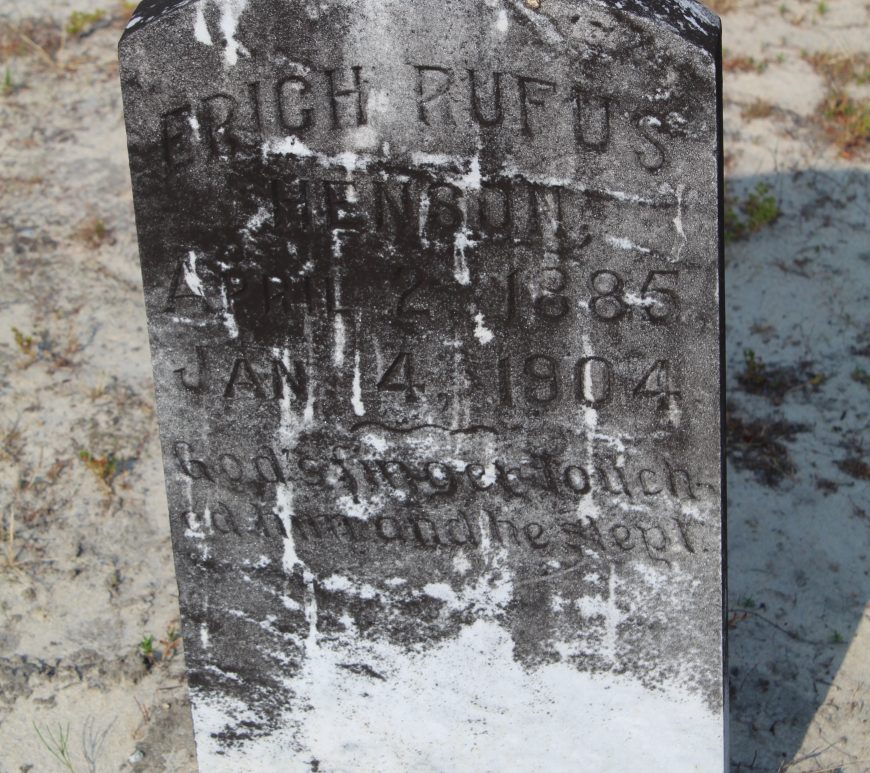 ERICH RUFUS
HENSON,
APRIL 2, 1885,
JAN. 4, 1904.
God's finger touch-
ed him and he slept.